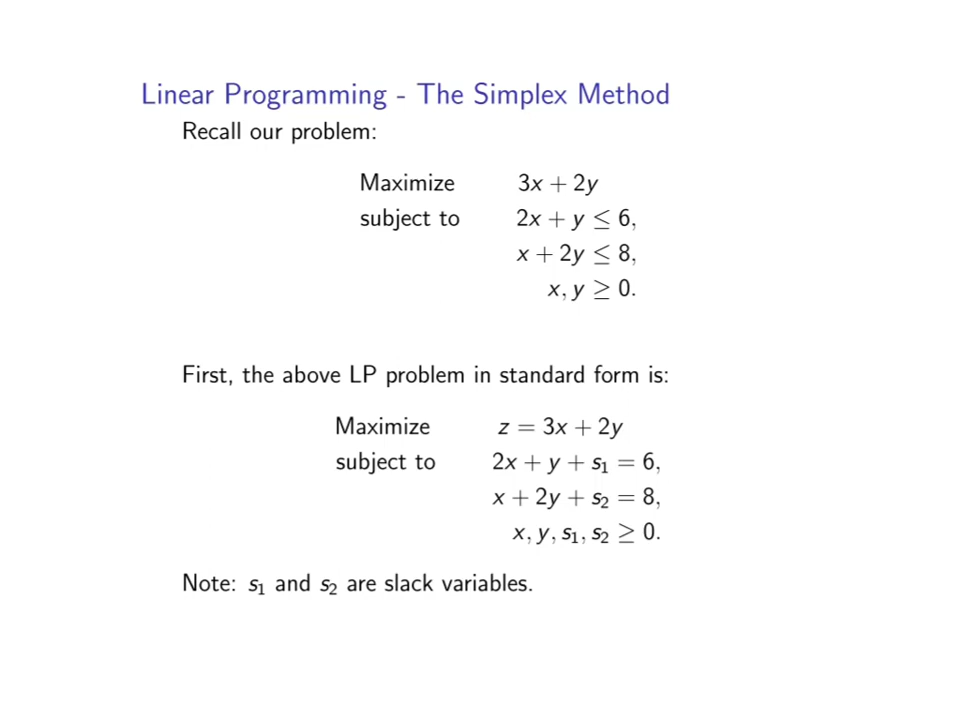 Linear Programming - The Simplex Method
Recall our problem:
Maximize 3x + 2y
subject to 2x + y ≤ 6,
x + 2y ≤ 8,
x, y ≥ 0.
First, the above LP problem in standard form is:
Maximize z = 3x + 2y
subject to 2x + y + s₁ = 6,
x + 2y + s₂ = 8,
x, y, s₁, s₂ ≥ 0.
Note: s₁ and s₂ are slack variables.